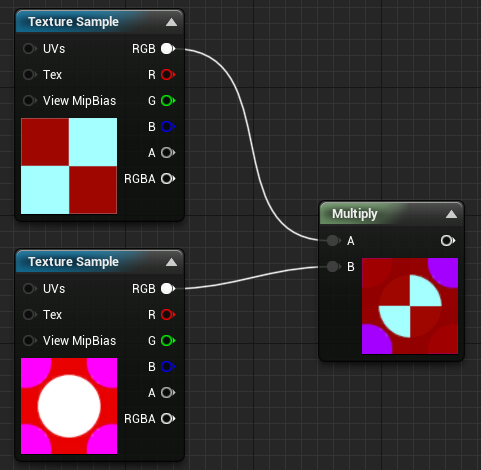 Texture Sample
UVs RGB
Tex R
View MipBias G
B
A
RGBA
Multiply
A
B
Texture Sample
UVs RGB
Tex R
View MipBias G
B
A
RGBA